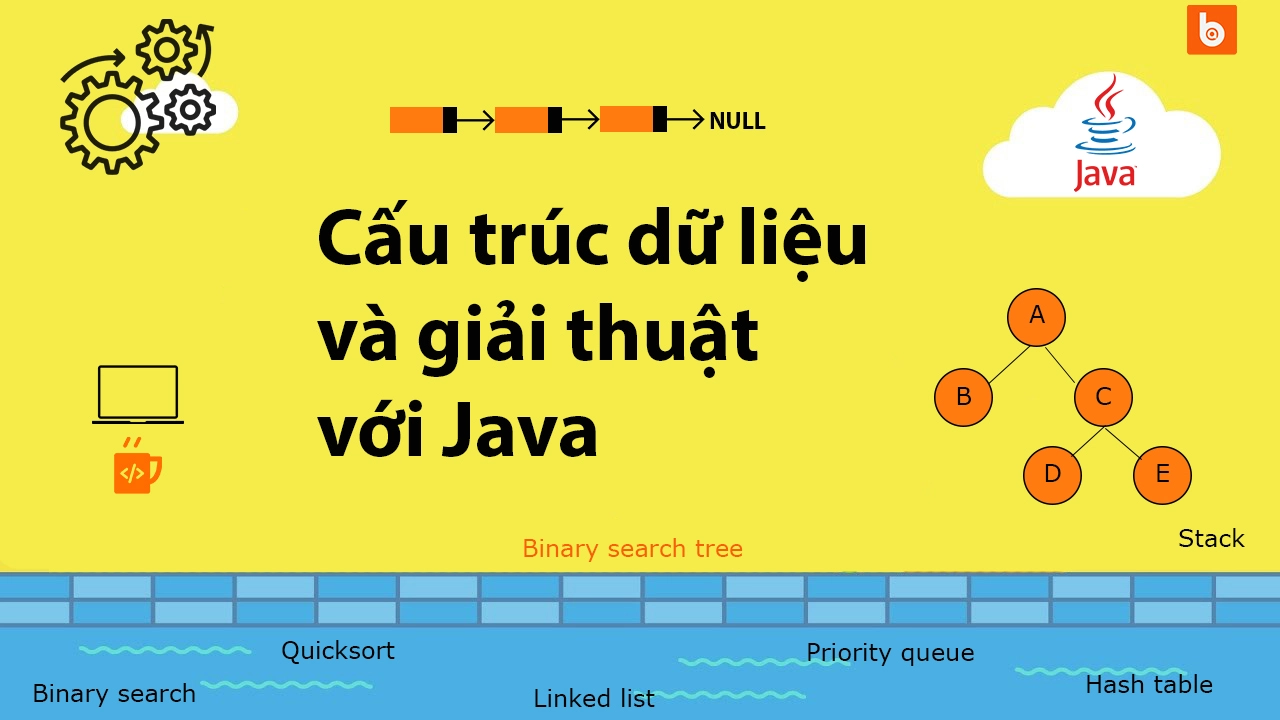 b
NULL
Java
Cấu trúc dữ liệu
và giải thuật
với Java
A
B
C
D
E
</>
Stack
Binary search tree
Quicksort
Priority queue
Binary search
Linked list
Hash table